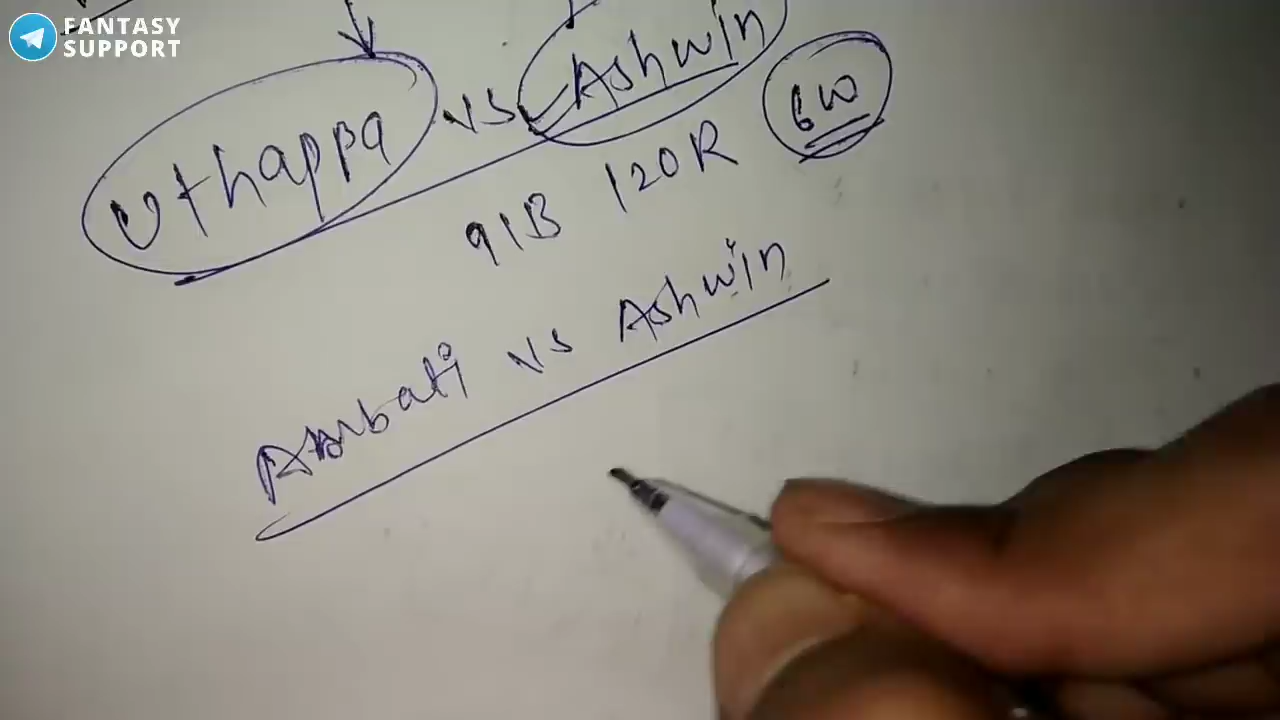 FANTASY
SUPPORT
Uthappa vs Ashwin
91B 120R 6W
Ambati vs Ashwin